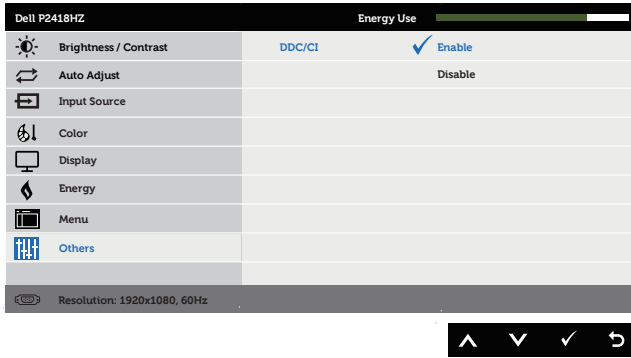 Dell P2418HZ Energy Use
Brightness / Contrast DDC/CI Enable
Auto Adjust Disable
Input Source
Color
Display
Energy
Menu
Others
Resolution: 1920x1080, 60Hz